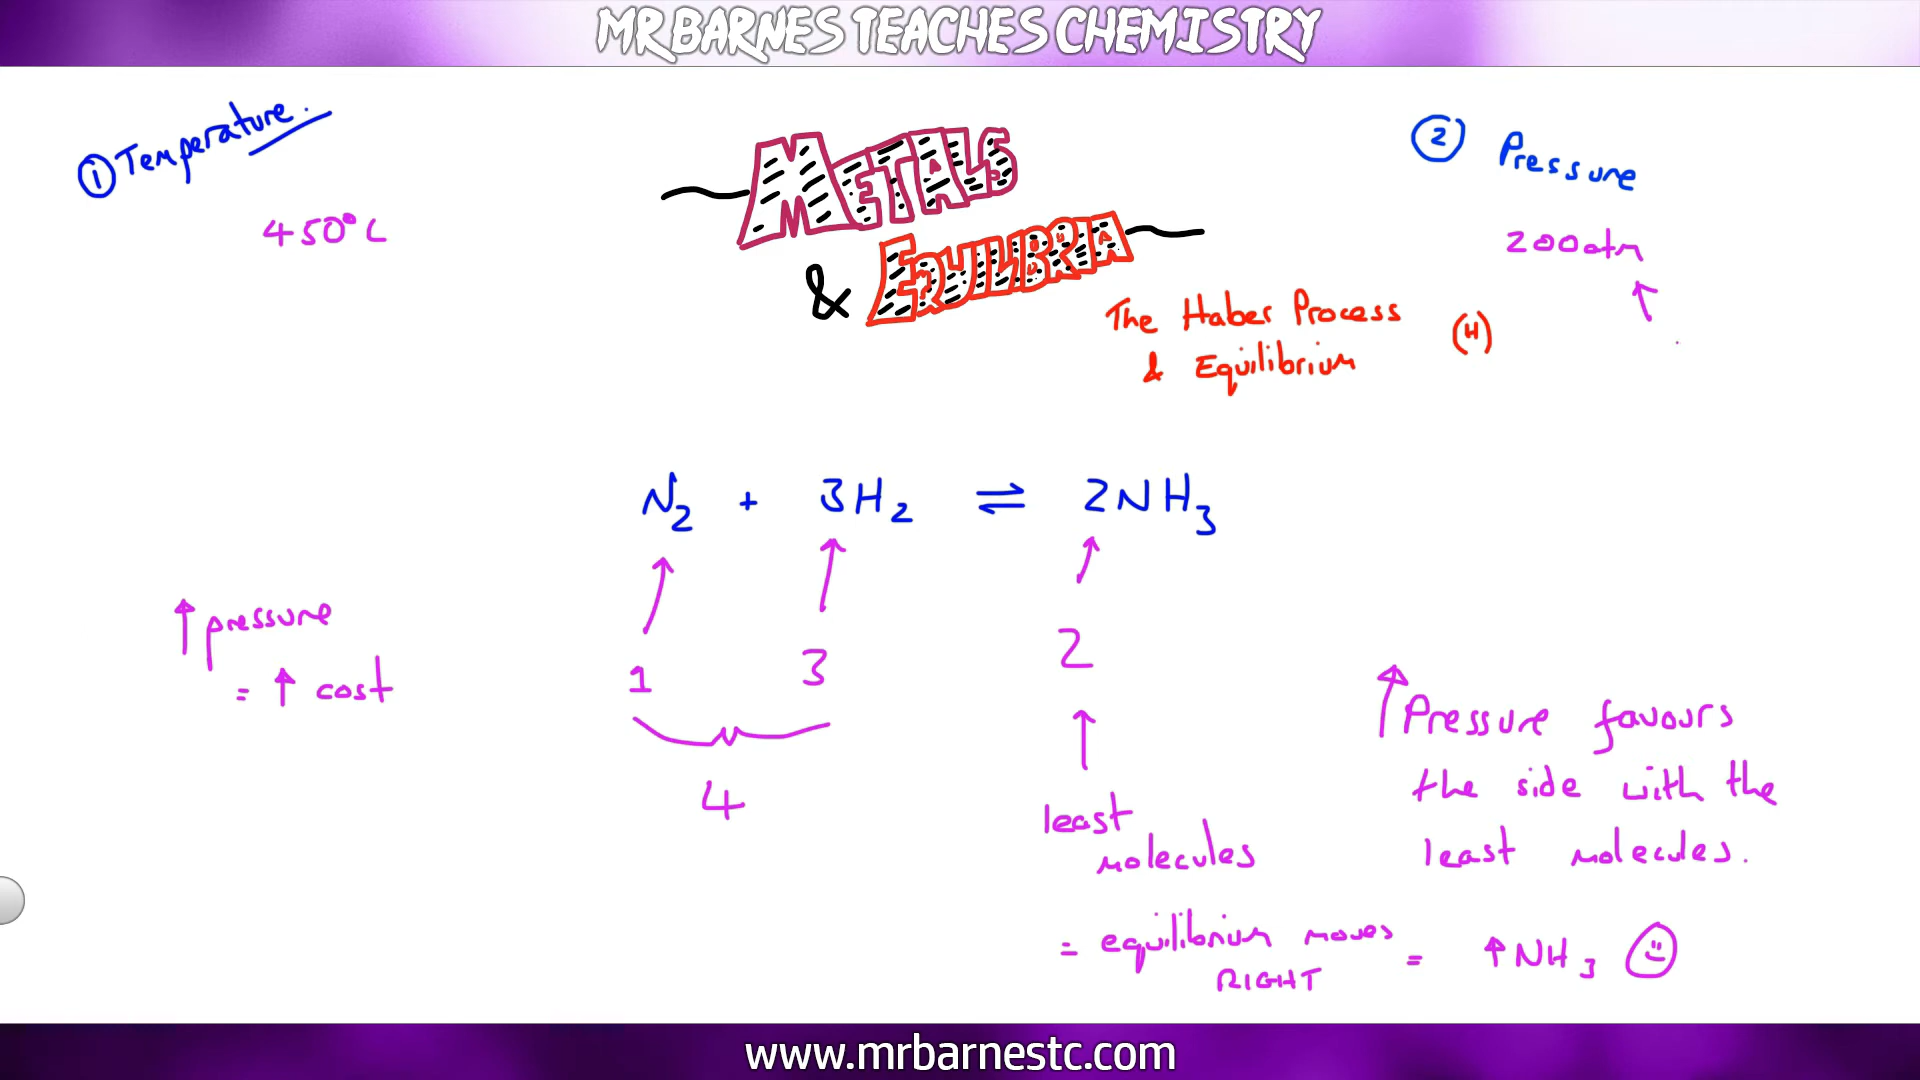 MR BARNES TEACHES CHEMISTRY
① Temperature.
450°C
METALS
& EQUILIBRIA
The Haber Process (H)
& Equilibrium
② Pressure
200atm
N₂ + 3H₂ ⇌ 2NH₃
1 3 2
4
↑ pressure
= ↑ cost
least
molecules
↑ Pressure favours
the side with the
least molecules.
= equilibrium moves
RIGHT
= ↑ NH₃
www.mrbarnestc.com